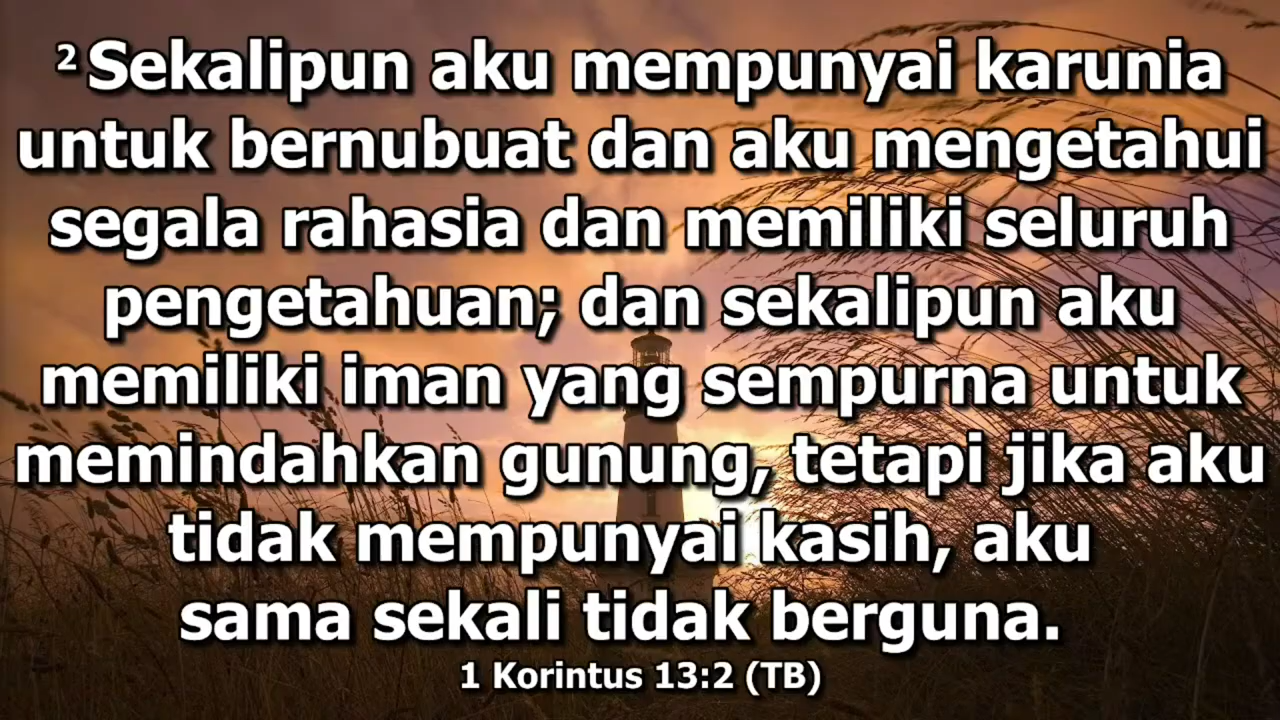 2 Sekalipun aku mempunyai karunia
untuk bernubuat dan aku mengetahui
segala rahasia dan memiliki seluruh
pengetahuan; dan sekalipun aku
memiliki iman yang sempurna untuk
memindahkan gunung, tetapi jika aku
tidak mempunyai kasih, aku
sama sekali tidak berguna.
1 Korintus 13:2 (TB)